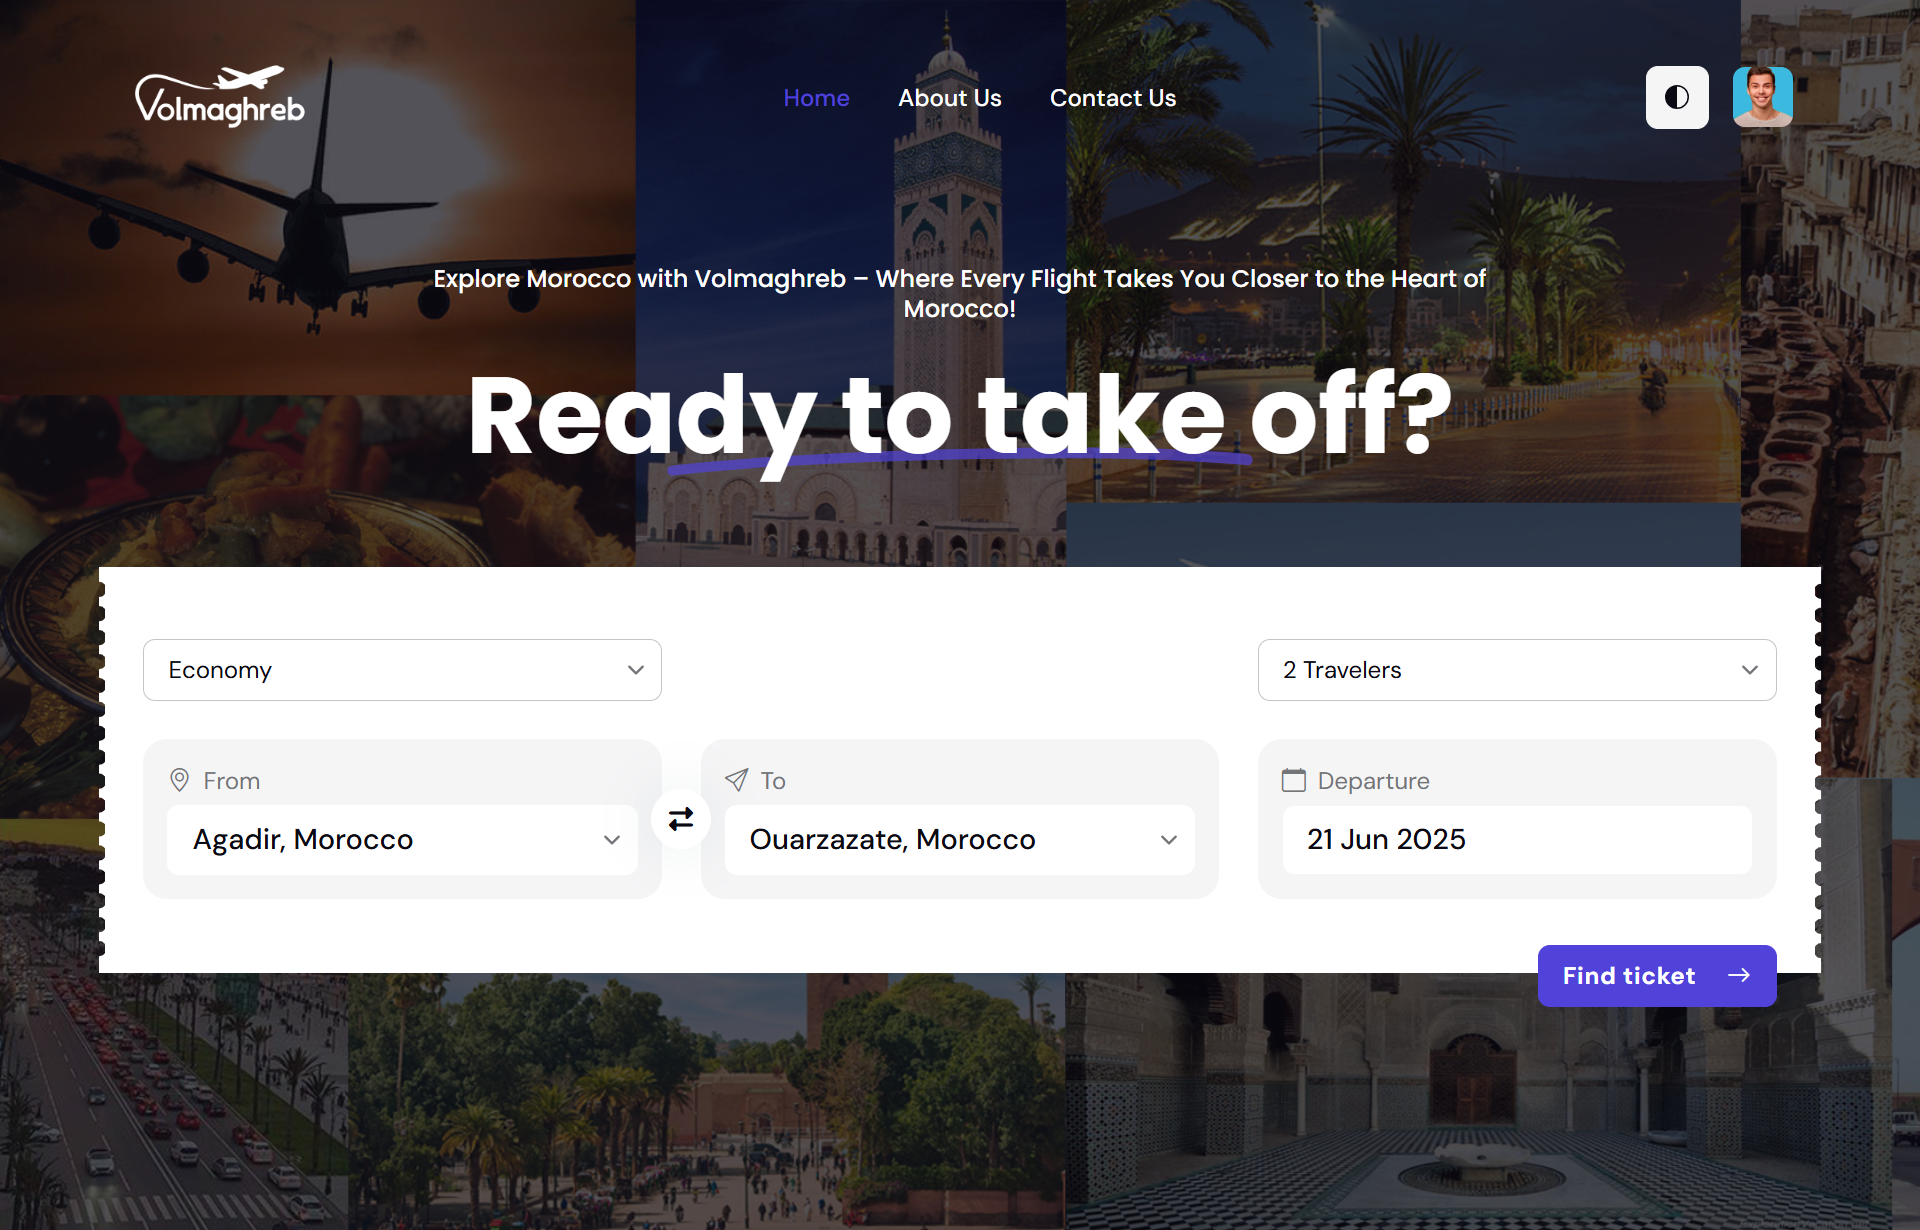 Volmaghreb
Home
About Us
Contact Us
Explore Morocco with Volmaghreb – Where Every Flight Takes You Closer to the Heart of
Morocco!
Ready to take off?
Economy
2 Travelers
From
Agadir, Morocco
To
Ouarzazate, Morocco
Departure
21 Jun 2025
Find ticket